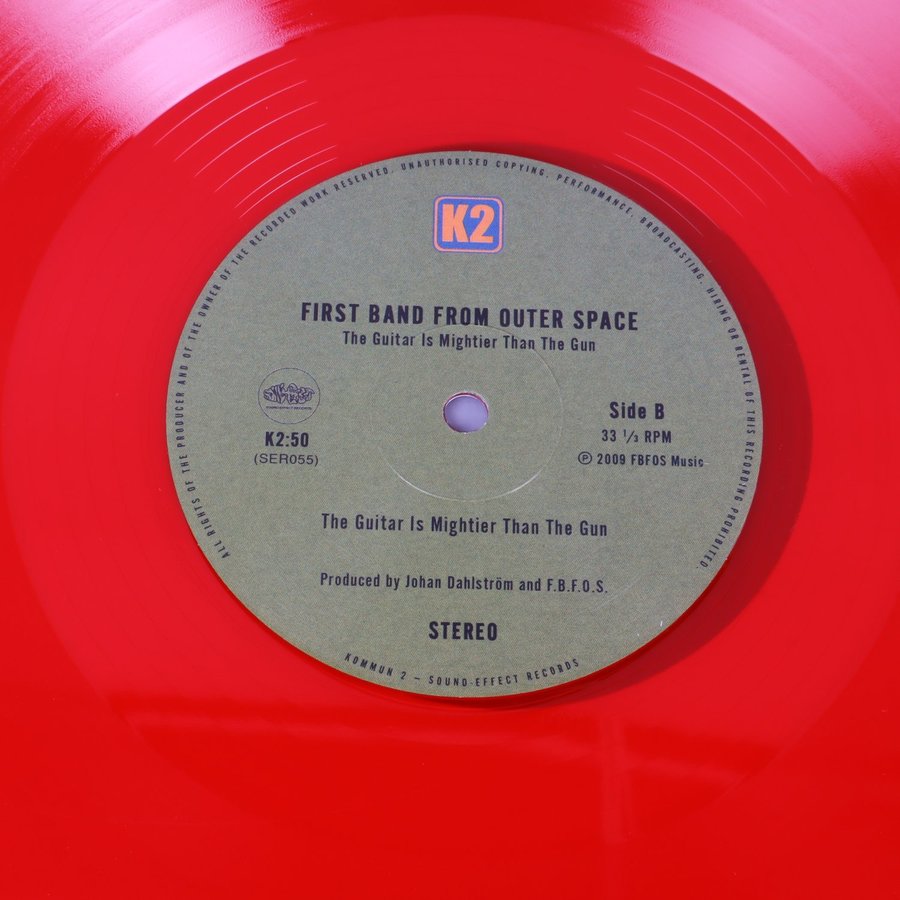 ALL RIGHTS OF THE PRODUCER AND OF THE OWNER OF THE RECORDED WORK RESERVED. UNAUTHORISED COPYING, PERFORMANCE, BROADCASTING, HIRING OR RENTAL OF THIS RECORDING PROHIBITED.
K2
FIRST BAND FROM OUTER SPACE
The Guitar Is Mightier Than The Gun
K2:50
(SER055)
Side B
33 ⅓ RPM
℗ 2009 FBFOS Music
The Guitar Is Mightier Than The Gun
Produced by Johan Dahlström and F.B.F.O.S.
STEREO
KOMMUN 2 – SOUND-EFFECT RECORDS